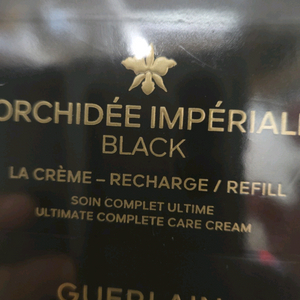 ORCHIDÉE IMPÉRIALE
BLACK
LA CRÈME – RECHARGE / REFILL
SOIN COMPLET ULTIME
ULTIMATE COMPLETE CARE CREAM
GUERLAIN